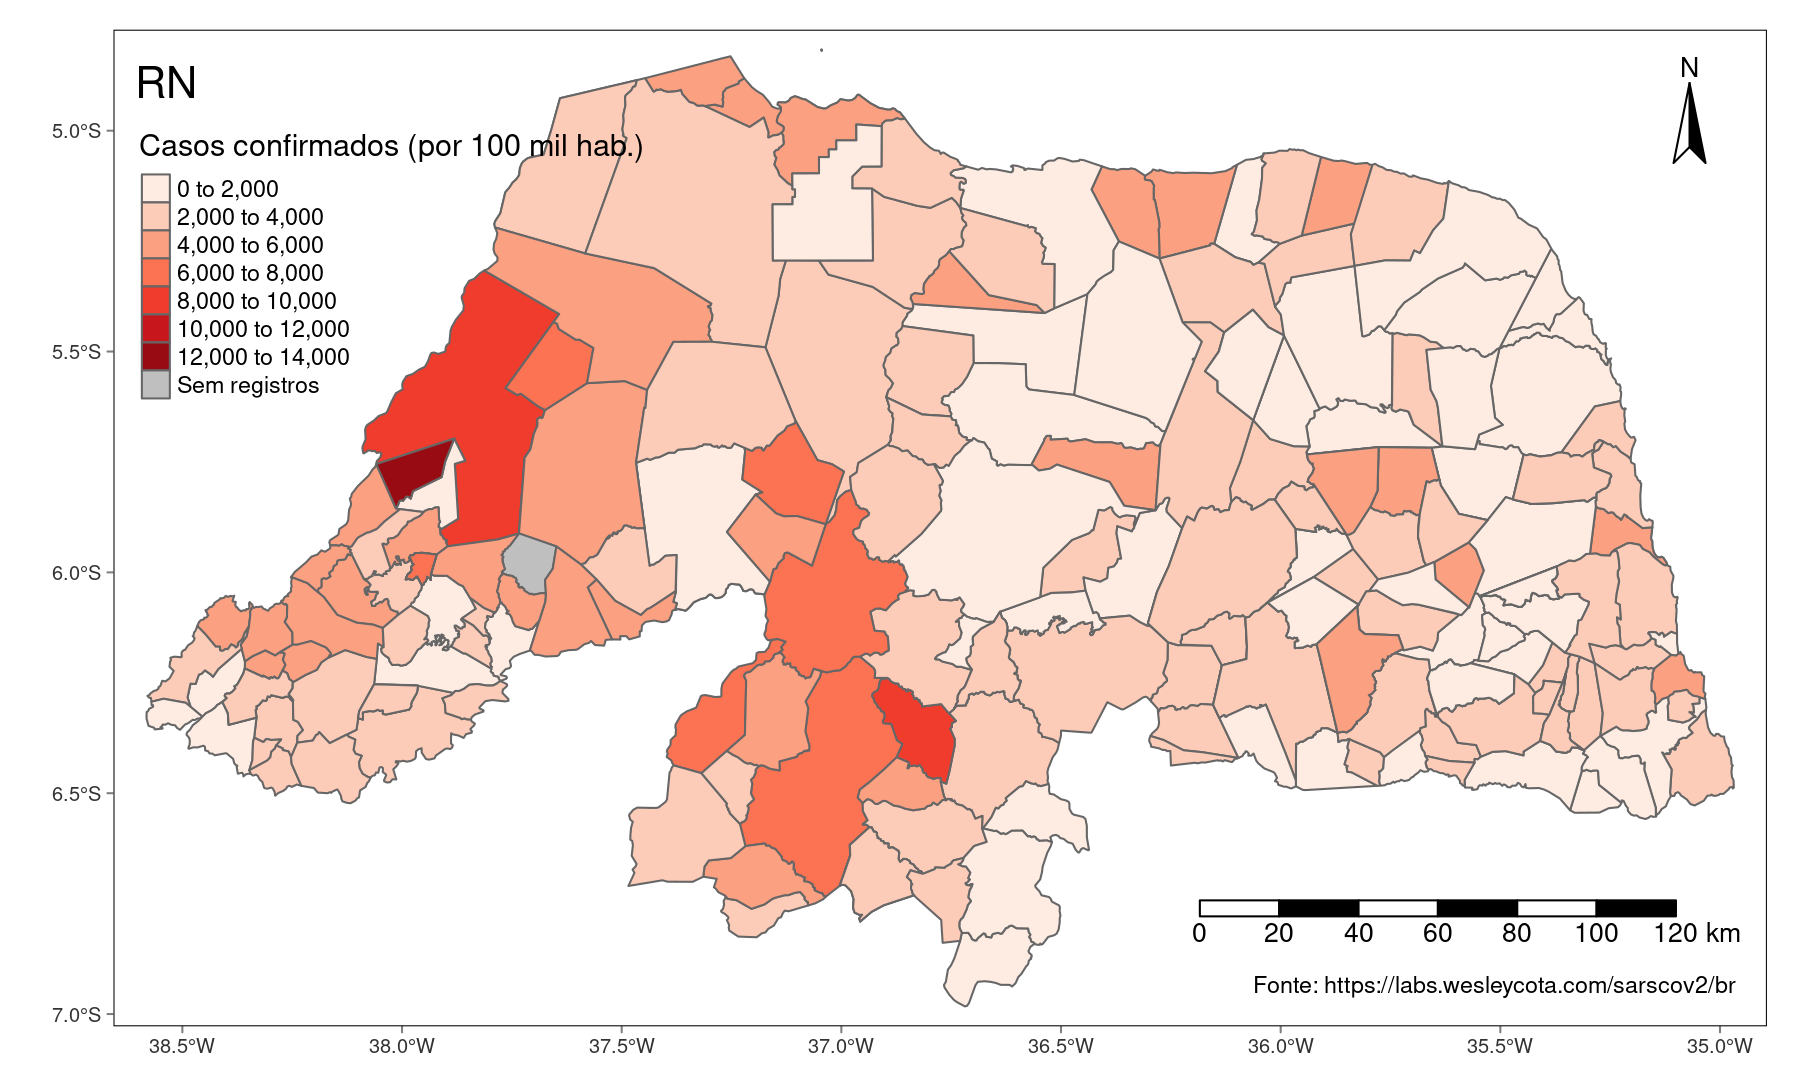 RN
N
Casos confirmados (por 100 mil hab.)
0 to 2,000
2,000 to 4,000
4,000 to 6,000
6,000 to 8,000
8,000 to 10,000
10,000 to 12,000
12,000 to 14,000
Sem registros
5.0°S
5.5°S
6.0°S
6.5°S
7.0°S
0 20 40 60 80 100 120 km
Fonte: https://labs.wesleycota.com/sarscov2/br
38.5°W 38.0°W 37.5°W 37.0°W 36.5°W 36.0°W 35.5°W 35.0°W